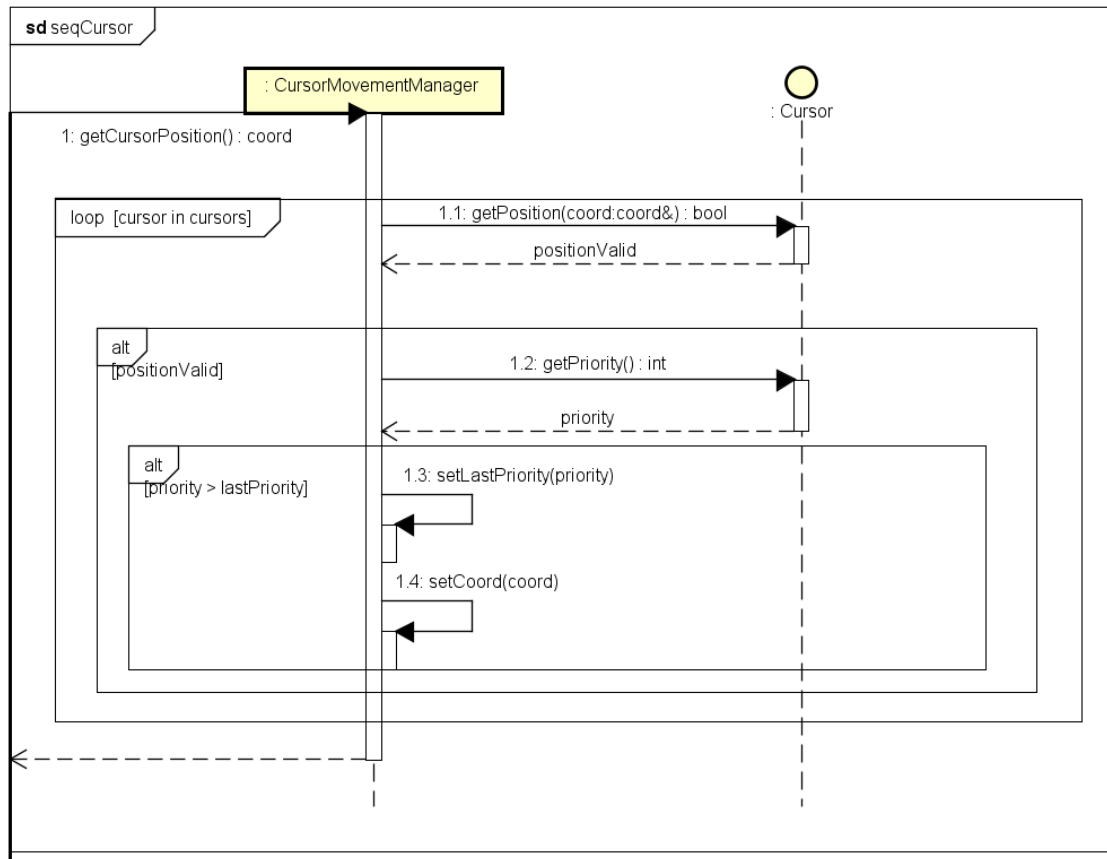 sd seqCursor
: CursorMovementManager
: Cursor
1: getCursorPosition() : coord
loop [cursor in cursors]
1.1: getPosition(coord:coord&) : bool
positionValid
alt
[positionValid]
1.2: getPriority() : int
priority
alt
[priority > lastPriority]
1.3: setLastPriority(priority)
1.4: setCoord(coord)